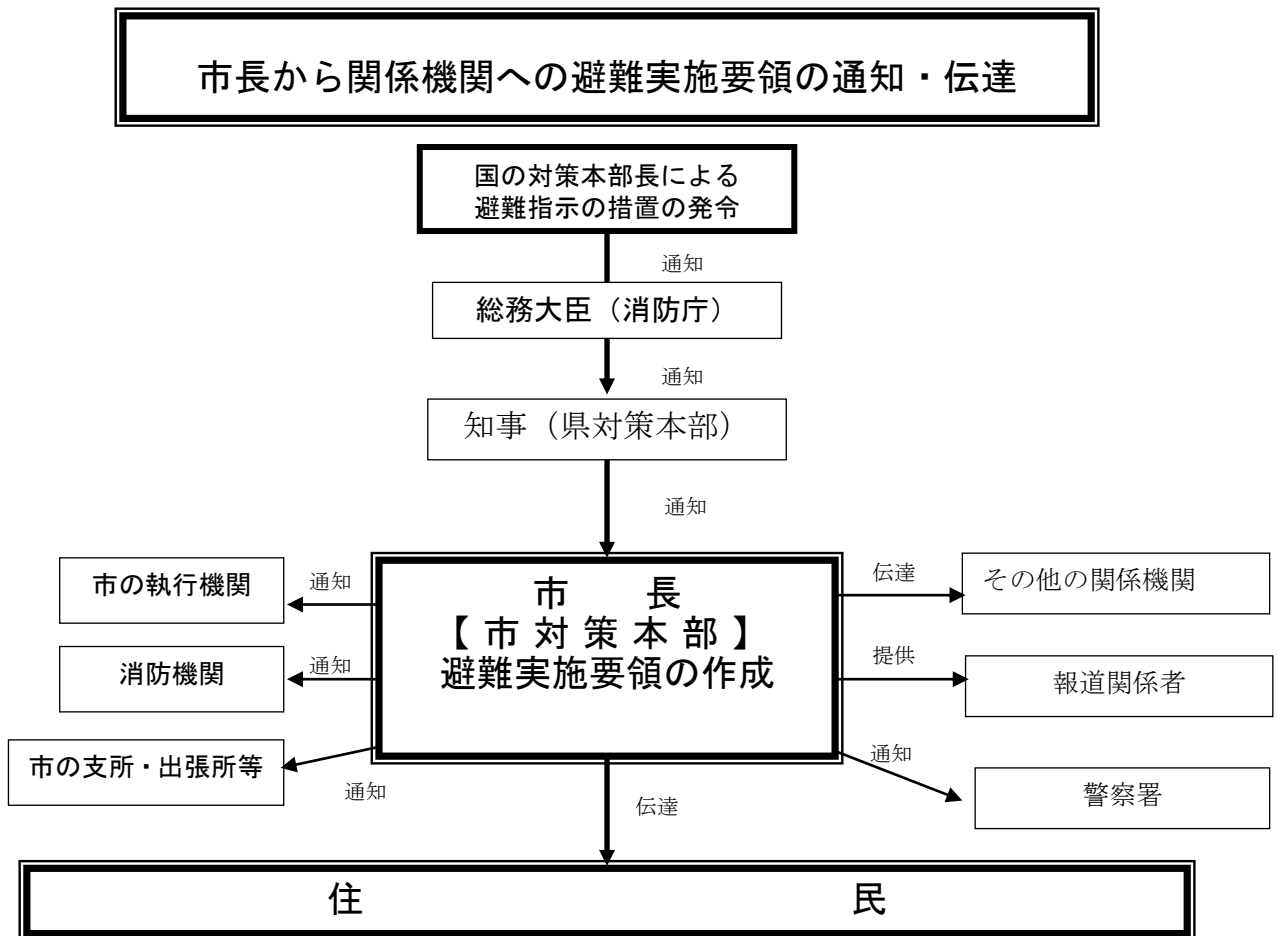 市長から関係機関への避難実施要領の通知・伝達
国の対策本部長による
避難指示の措置の発令
通知
総務大臣（消防庁）
通知
知事（県対策本部）
通知
市の執行機関
通知
市　　長
【 市 対 策 本 部 】
避難実施要領の作成
伝達
その他の関係機関
消防機関
通知
提供
報道関係者
市の支所・出張所等
通知
通知
警察署
伝達
住　　　　民